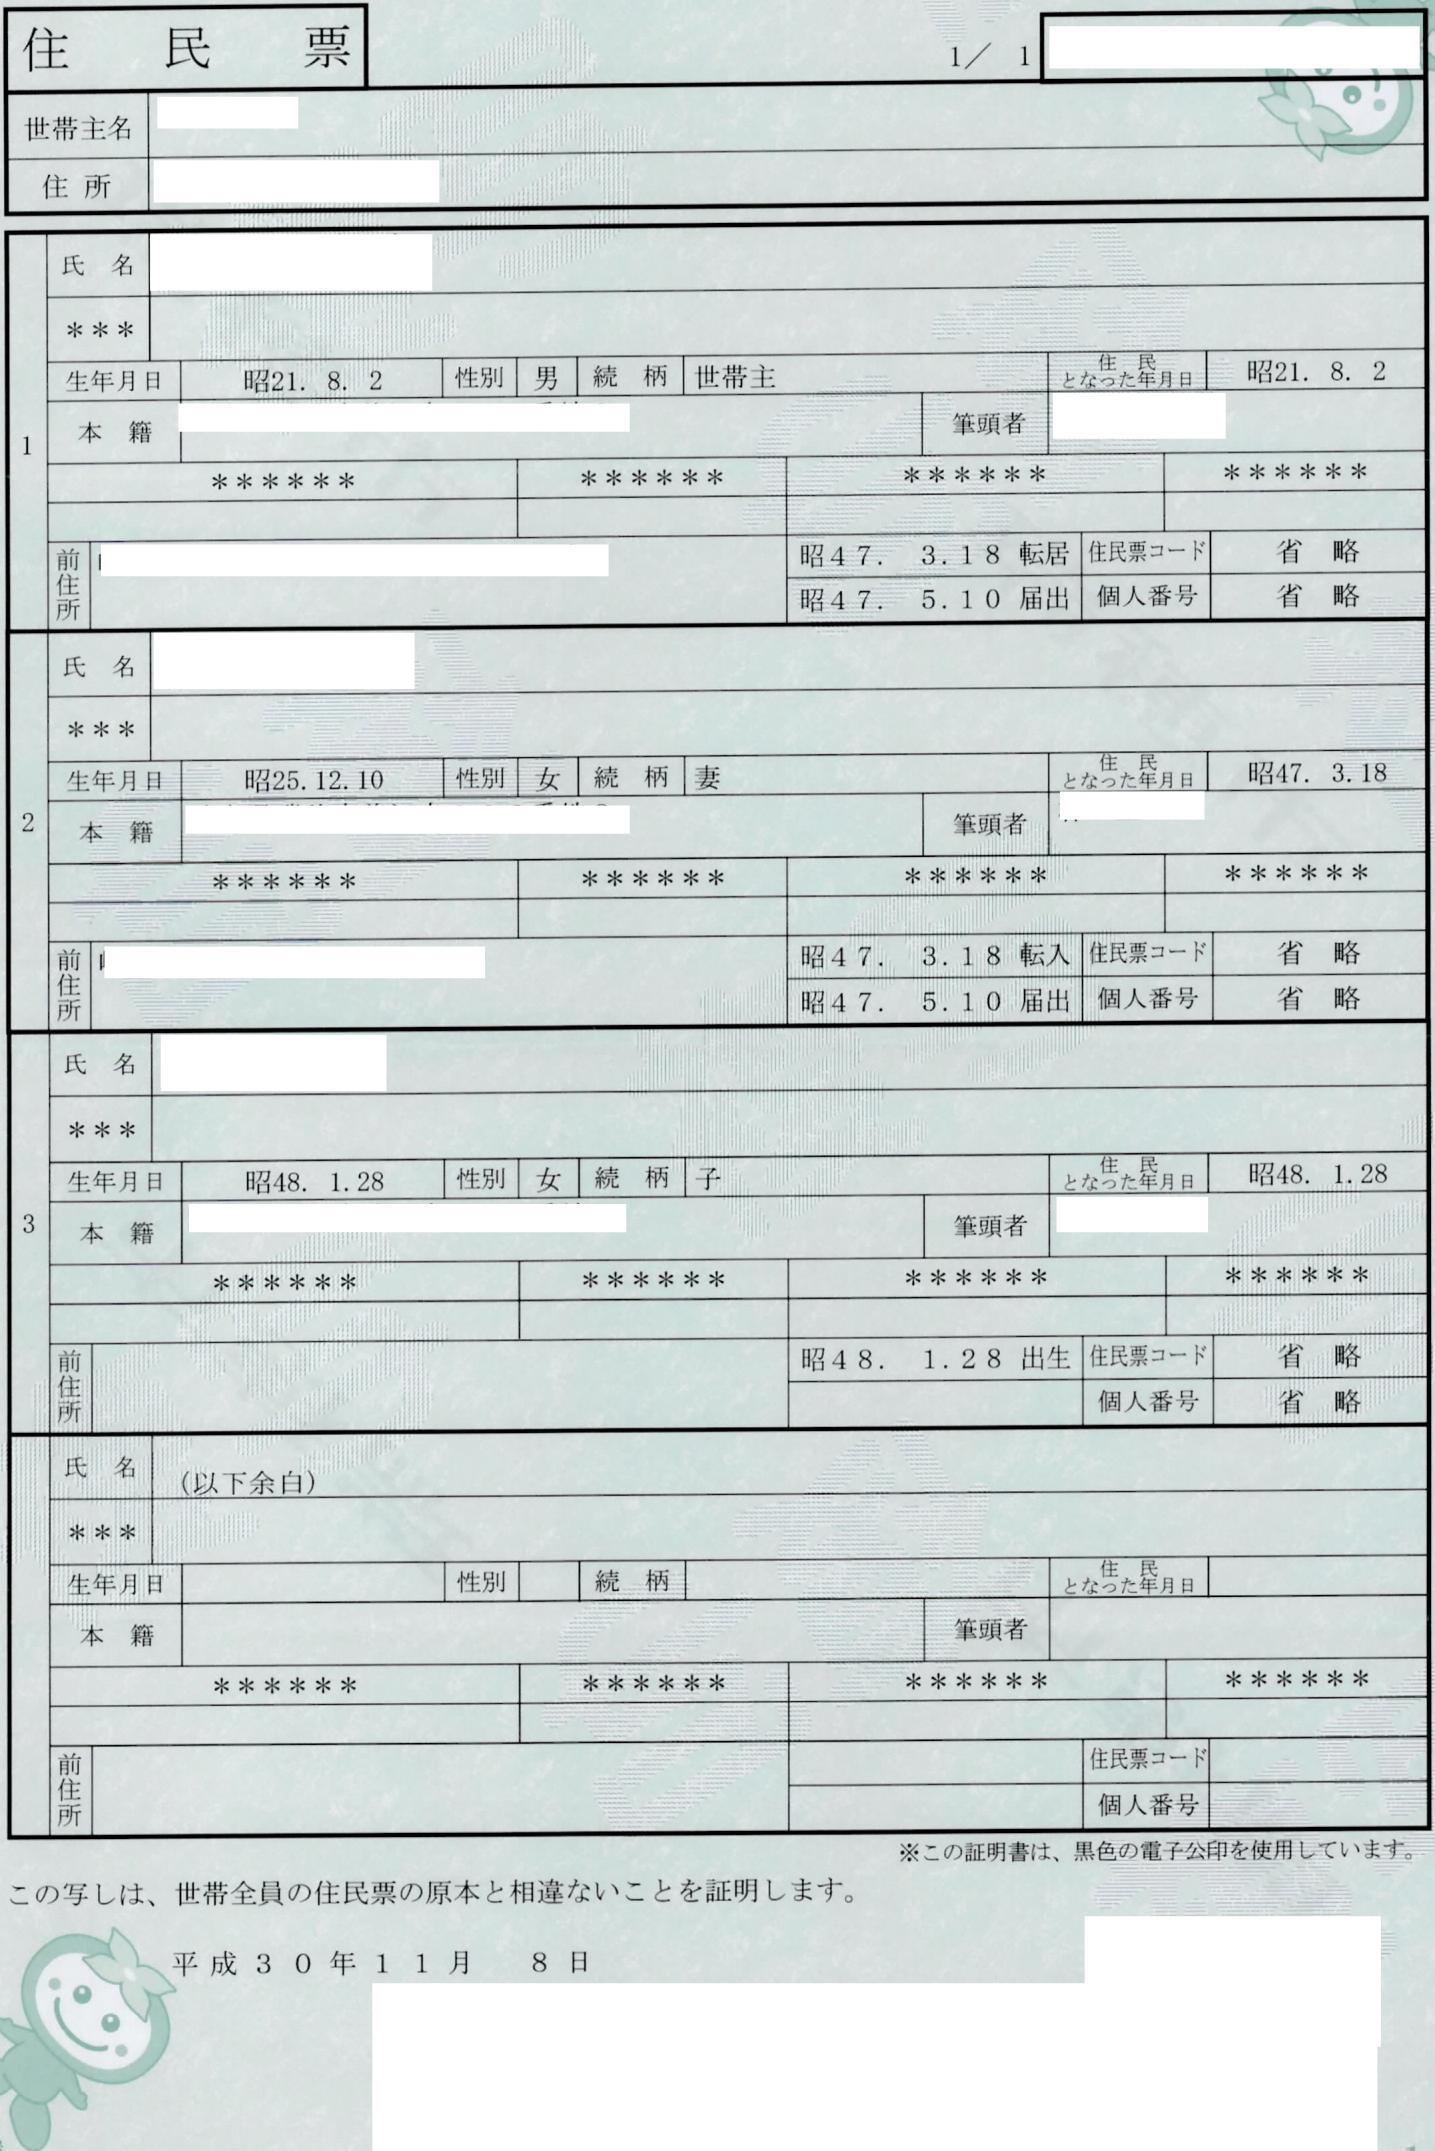 住民票 1／ 1
世帯主名
住所
1
氏名
＊＊＊
生年月日 昭21. 8. 2 性別 男 続柄 世帯主 住民となった年月日 昭21. 8. 2
本籍 筆頭者
＊＊＊＊＊＊ ＊＊＊＊＊＊ ＊＊＊＊＊＊ ＊＊＊＊＊＊
前住所 昭４７. ３.１８ 転居 住民票コード 省略
昭４７. ５.１０ 届出 個人番号 省略
2
氏名
＊＊＊
生年月日 昭25.12.10 性別 女 続柄 妻 住民となった年月日 昭47. 3.18
本籍 筆頭者
＊＊＊＊＊＊ ＊＊＊＊＊＊ ＊＊＊＊＊＊ ＊＊＊＊＊＊
前住所 昭４７. ３.１８ 転入 住民票コード 省略
昭４７. ５.１０ 届出 個人番号 省略
3
氏名
＊＊＊
生年月日 昭48. 1.28 性別 女 続柄 子 住民となった年月日 昭48. 1.28
本籍 筆頭者
＊＊＊＊＊＊ ＊＊＊＊＊＊ ＊＊＊＊＊＊ ＊＊＊＊＊＊
前住所 昭４８. １.２８ 出生 住民票コード 省略
個人番号 省略
氏名 (以下余白)
＊＊＊
生年月日 性別 続柄 住民となった年月日
本籍 筆頭者
＊＊＊＊＊＊ ＊＊＊＊＊＊ ＊＊＊＊＊＊ ＊＊＊＊＊＊
前住所 住民票コード
個人番号
※この証明書は、黒色の電子公印を使用しています。
この写しは、世帯全員の住民票の原本と相違ないことを証明します。
平成３０年１１月 ８日